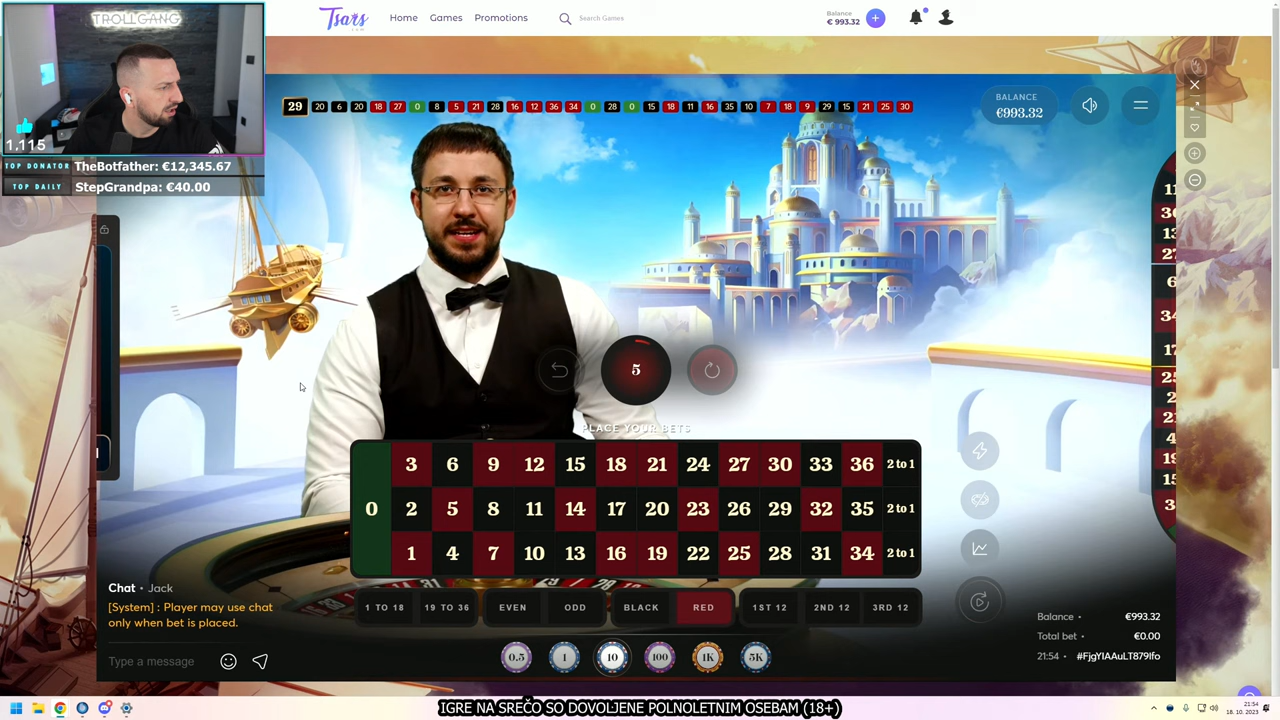 TROLLGANG
1,115
TOP DONATOR TheBotfather: €12,345.67
TOP DAILY StepGrandpa: €40.00
Tsars
.com
Home Games Promotions Search Games
Balance
€ 993.32
29 20 6 20 18 27 0 8 5 21 28 16 12 36 34 0 28 0 15 18 11 16 35 10 7 18 9 29 15 21 25 30
BALANCE
€993.32
5
PLACE YOUR BETS
3 6 9 12 15 18 21 24 27 30 33 36 2 to 1
0 2 5 8 11 14 17 20 23 26 29 32 35 2 to 1
1 4 7 10 13 16 19 22 25 28 31 34 2 to 1
1 TO 18 19 TO 36 EVEN ODD BLACK RED 1ST 12 2ND 12 3RD 12
0.5 1 10 100 1K 5K
Chat • Jack
[System] : Player may use chat
only when bet is placed.
Type a message
Balance • €993.32
Total bet • €0.00
21:54 • #FjgYIAAuLT879Ifo
IGRE NA SREČO SO DOVOLJENE POLNOLETNIM OSEBAM (18+)
21:54
18. 10. 2023